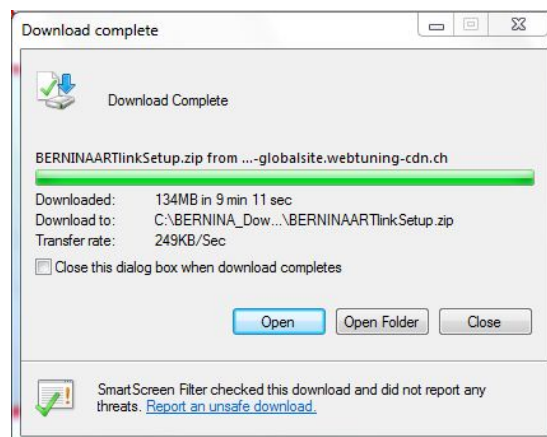 Download complete
Download Complete
BERNINAARTlinkSetup.zip from ...-globalsite.webtuning-cdn.ch
Downloaded: 134MB in 9 min 11 sec
Download to: C:\BERNINA_Dow...\BERNINAARTlinkSetup.zip
Transfer rate: 249KB/Sec
Close this dialog box when download completes
Open Open Folder Close
SmartScreen Filter checked this download and did not report any
threats. Report an unsafe download.